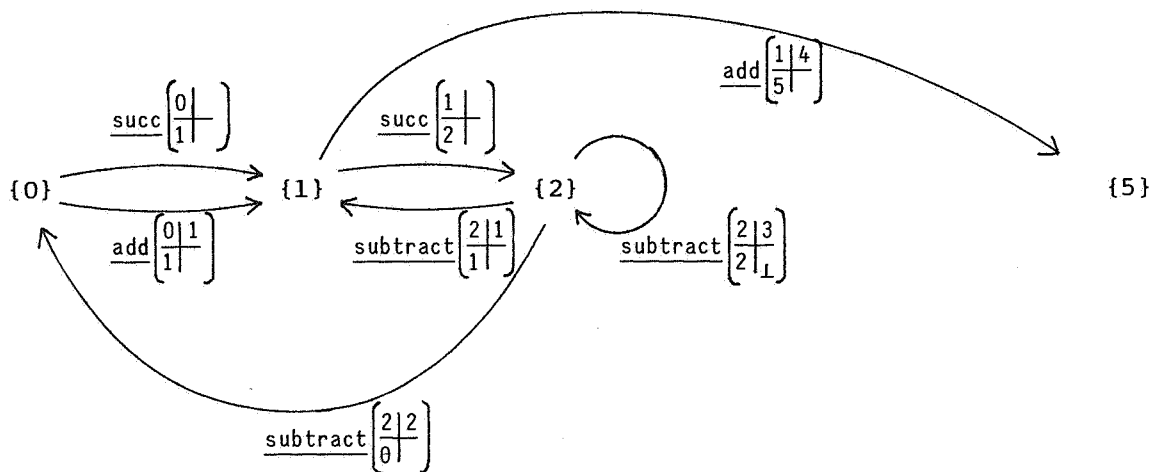 add [1|4
5| ]
succ [0|
1| ]
succ [1|
2| ]
{0}
{1}
{2}
{5}
add [0|1
1| ]
subtract [2|1
1| ]
subtract [2|3
2|⊥]
subtract [2|2
0| ]